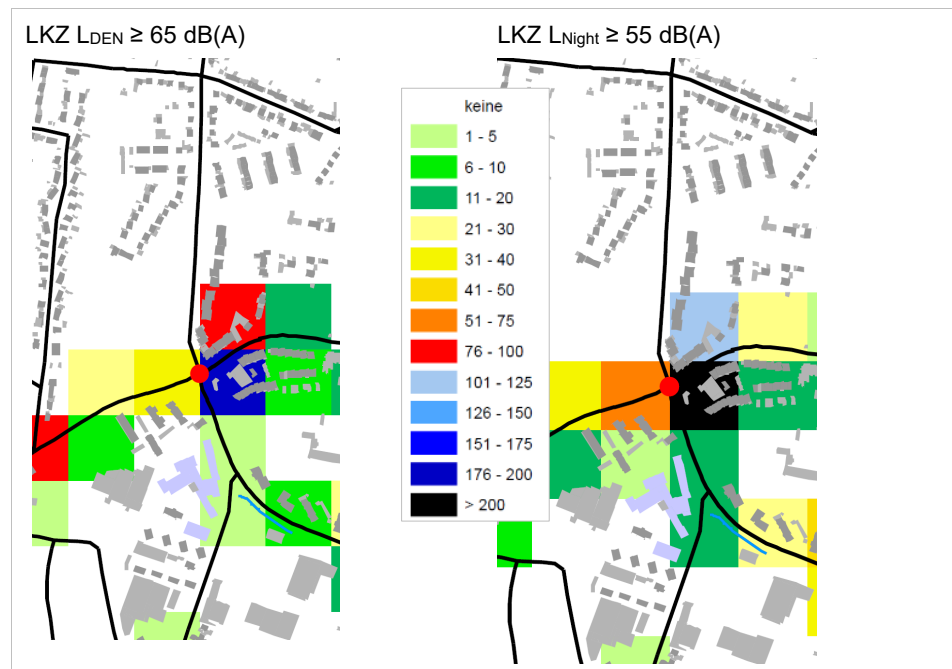 LKZ LDEN ≥ 65 dB(A)
LKZ LNight ≥ 55 dB(A)
keine
1 - 5
6 - 10
11 - 20
21 - 30
31 - 40
41 - 50
51 - 75
76 - 100
101 - 125
126 - 150
151 - 175
176 - 200
> 200